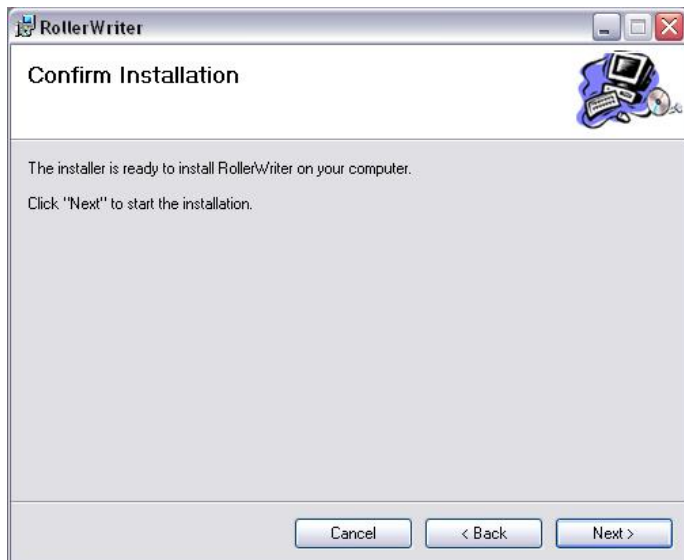 RollerWriter
Confirm Installation
The installer is ready to install RollerWriter on your computer.
Click "Next" to start the installation.
Cancel
< Back
Next >